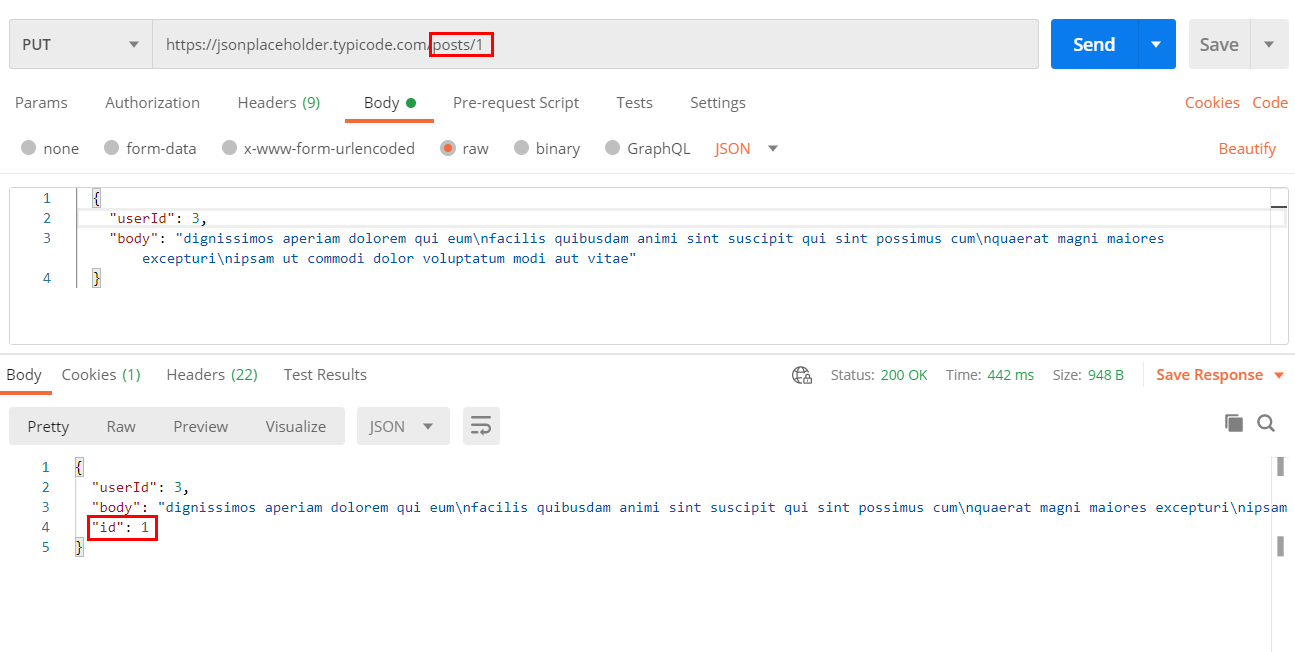 PUT https://jsonplaceholder.typicode.com/posts/1 Send Save
Params Authorization Headers (9) Body Pre-request Script Tests Settings Cookies Code
none form-data x-www-form-urlencoded raw binary GraphQL JSON Beautify
1 {
2 "userId": 3,
3 "body": "dignissimos aperiam dolorem qui eum\nfacilis quibusdam animi sint suscipit qui sint possimus cum\nquaerat magni maiores
excepturi\nipsam ut commodi dolor voluptatum modi aut vitae"
4 }
Body Cookies (1) Headers (22) Test Results Status: 200 OK Time: 442 ms Size: 948 B Save Response
Pretty Raw Preview Visualize JSON
1 {
2 "userId": 3,
3 "body": "dignissimos aperiam dolorem qui eum\nfacilis quibusdam animi sint suscipit qui sint possimus cum\nquaerat magni maiores excepturi\nipsam
4 "id": 1
5 }